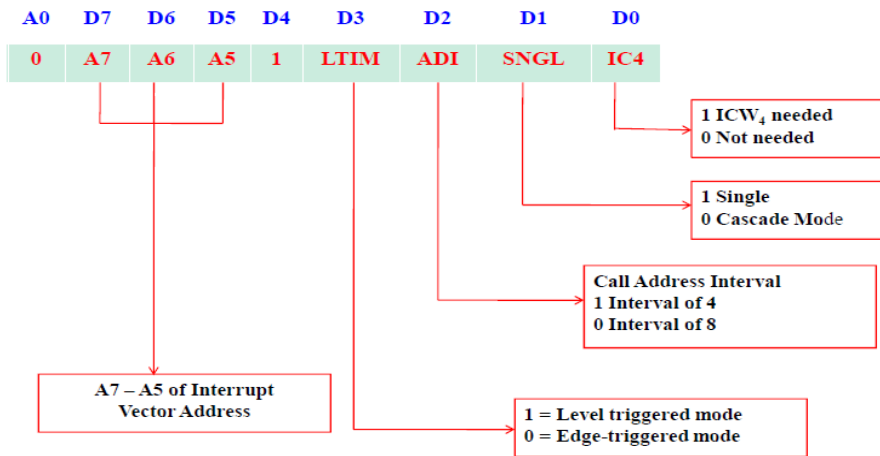 A0 D7 D6 D5 D4 D3 D2 D1 D0
0 A7 A6 A5 1 LTIM ADI SNGL IC4
1 ICW₄ needed
0 Not needed
1 Single
0 Cascade Mode
Call Address Interval
1 Interval of 4
0 Interval of 8
A7 – A5 of Interrupt
Vector Address
1 = Level triggered mode
0 = Edge-triggered mode